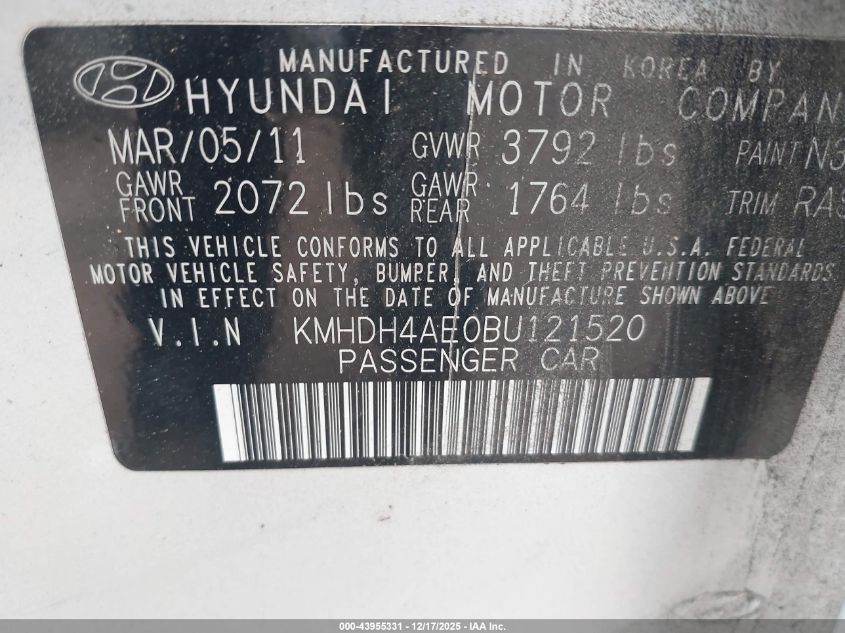 MANUFACTURED IN KOREA BY
HYUNDAI MOTOR COMPAN
MAR/05/11 GVWR 3792 lbs PAINT N3
GAWR FRONT 2072 lbs GAWR REAR 1764 lbs TRIM RAS
THIS VEHICLE CONFORMS TO ALL APPLICABLE U.S.A. FEDERAL
MOTOR VEHICLE SAFETY, BUMPER, AND THEFT PREVENTION STANDARDS
IN EFFECT ON THE DATE OF MANUFACTURE SHOWN ABOVE
V.I.N KMHDH4AE0BU121520
PASSENGER CAR
000-43955331 - 12/17/2025 - IAA Inc.